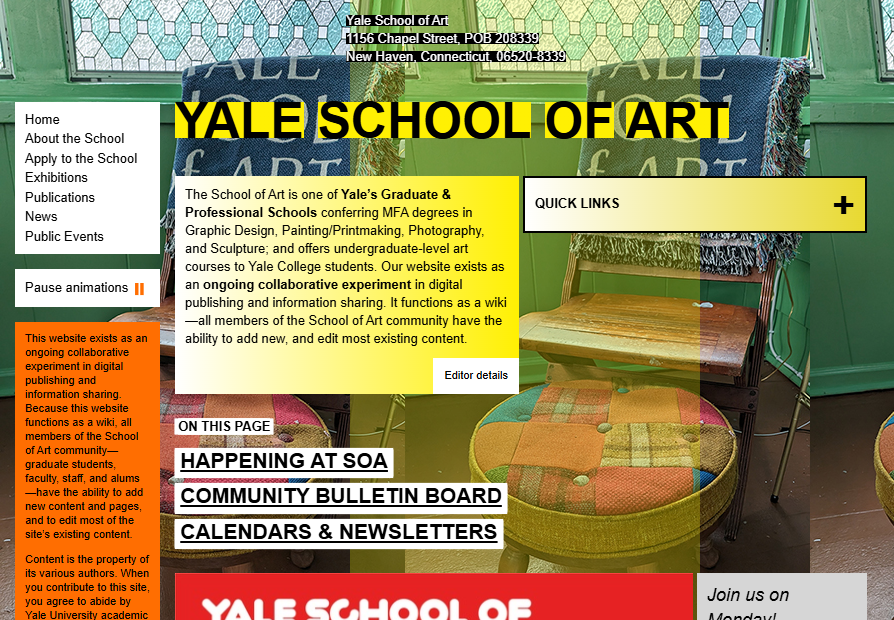 Yale School of Art
1156 Chapel Street, POB 208339
New Haven, Connecticut, 06520-8339
YALE SCHOOL OF ART
Home
About the School
Apply to the School
Exhibitions
Publications
News
Public Events
Pause animations
This website exists as an
ongoing collaborative
experiment in digital
publishing and
information sharing.
Because this website
functions as a wiki, all
members of the School
of Art community—
graduate students,
faculty, staff, and alums
—have the ability to add
new content and pages,
and to edit most of the
site's existing content.
Content is the property of
its various authors. When
you contribute to this site,
you agree to abide by
Yale University academic
The School of Art is one of Yale's Graduate &
Professional Schools conferring MFA degrees in
Graphic Design, Painting/Printmaking, Photography,
and Sculpture; and offers undergraduate-level art
courses to Yale College students. Our website exists as
an ongoing collaborative experiment in digital
publishing and information sharing. It functions as a wiki
—all members of the School of Art community have the
ability to add new, and edit most existing content.
Editor details
QUICK LINKS +
ON THIS PAGE
HAPPENING AT SOA
COMMUNITY BULLETIN BOARD
CALENDARS & NEWSLETTERS
YALE SCHOOL OF
Join us on
Monday!